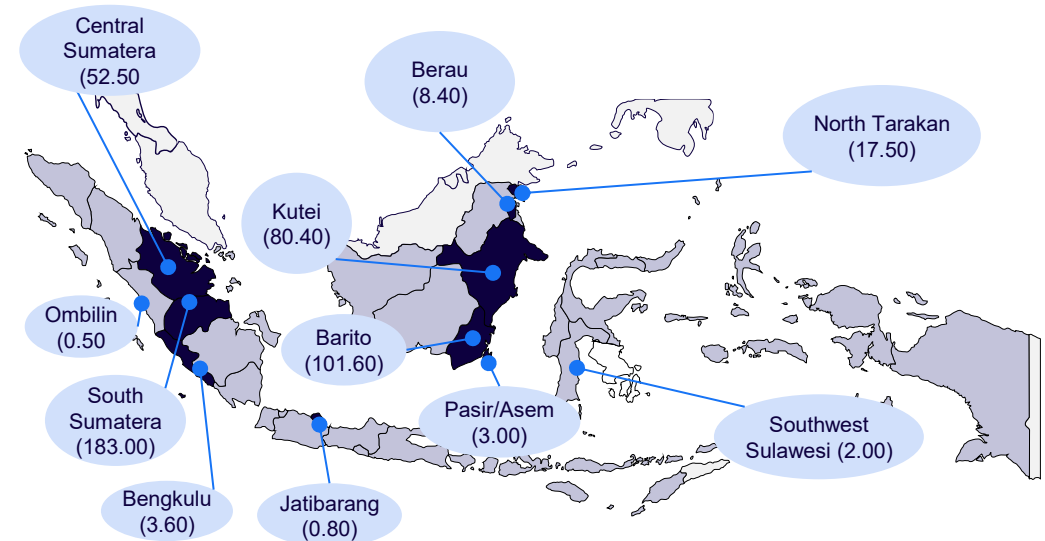 Central
Sumatera
(52.50
Berau
(8.40)
North Tarakan
(17.50)
Kutei
(80.40)
Ombilin
(0.50
Barito
(101.60)
South
Sumatera
(183.00)
Pasir/Asem
(3.00)
Southwest
Sulawesi (2.00)
Bengkulu
(3.60)
Jatibarang
(0.80)